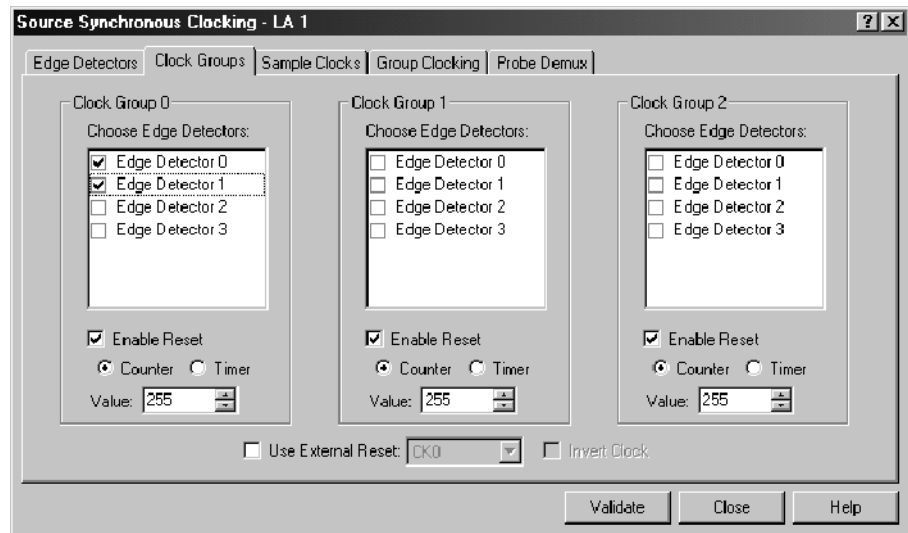 Source Synchronous Clocking - LA 1
Edge Detectors
Clock Groups
Sample Clocks
Group Clocking
Probe Demux
Clock Group 0
Choose Edge Detectors:
Edge Detector 0
Edge Detector 1
Edge Detector 2
Edge Detector 3
Enable Reset
Counter
Timer
Value: 255
Clock Group 1
Choose Edge Detectors:
Edge Detector 0
Edge Detector 1
Edge Detector 2
Edge Detector 3
Enable Reset
Counter
Timer
Value: 255
Clock Group 2
Choose Edge Detectors:
Edge Detector 0
Edge Detector 1
Edge Detector 2
Edge Detector 3
Enable Reset
Counter
Timer
Value: 255
Use External Reset: CK0
Invert Clock
Validate
Close
Help